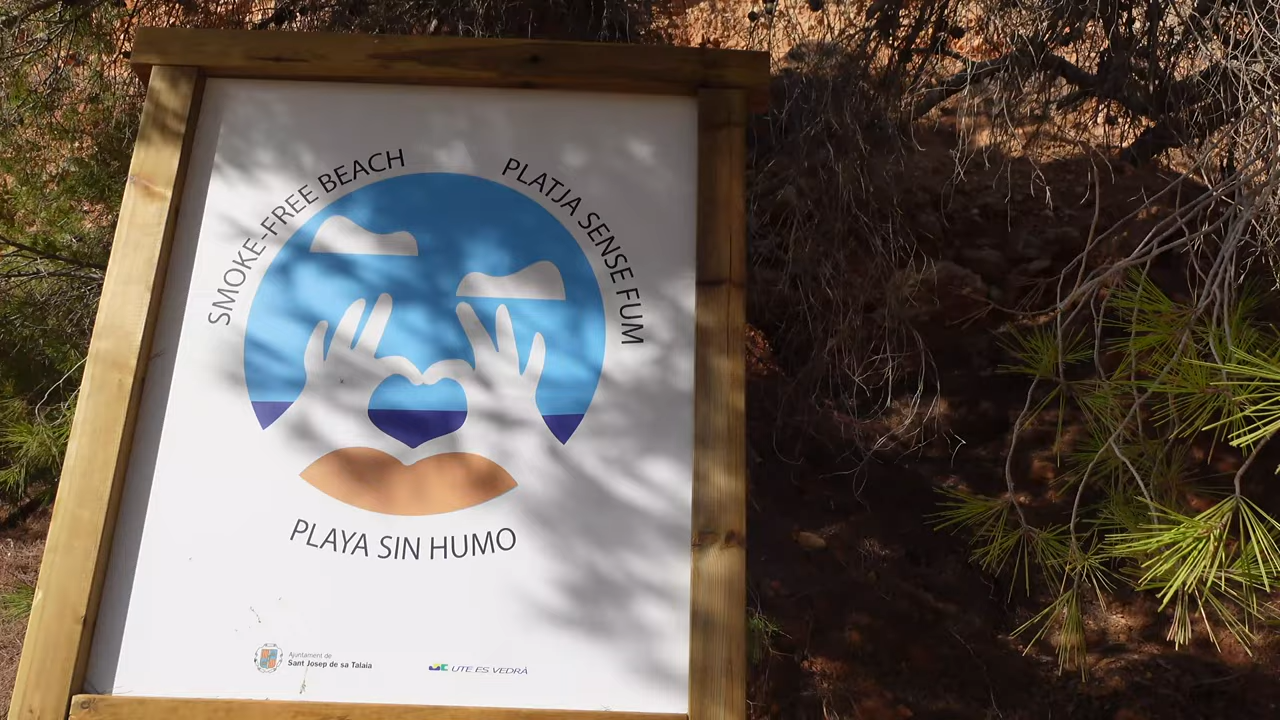 SMOKE-FREE BEACH
PLATJA SENSE FUM
PLAYA SIN HUMO
Ajuntament de
Sant Josep de sa Talaia
UTE ES VEDRÀ